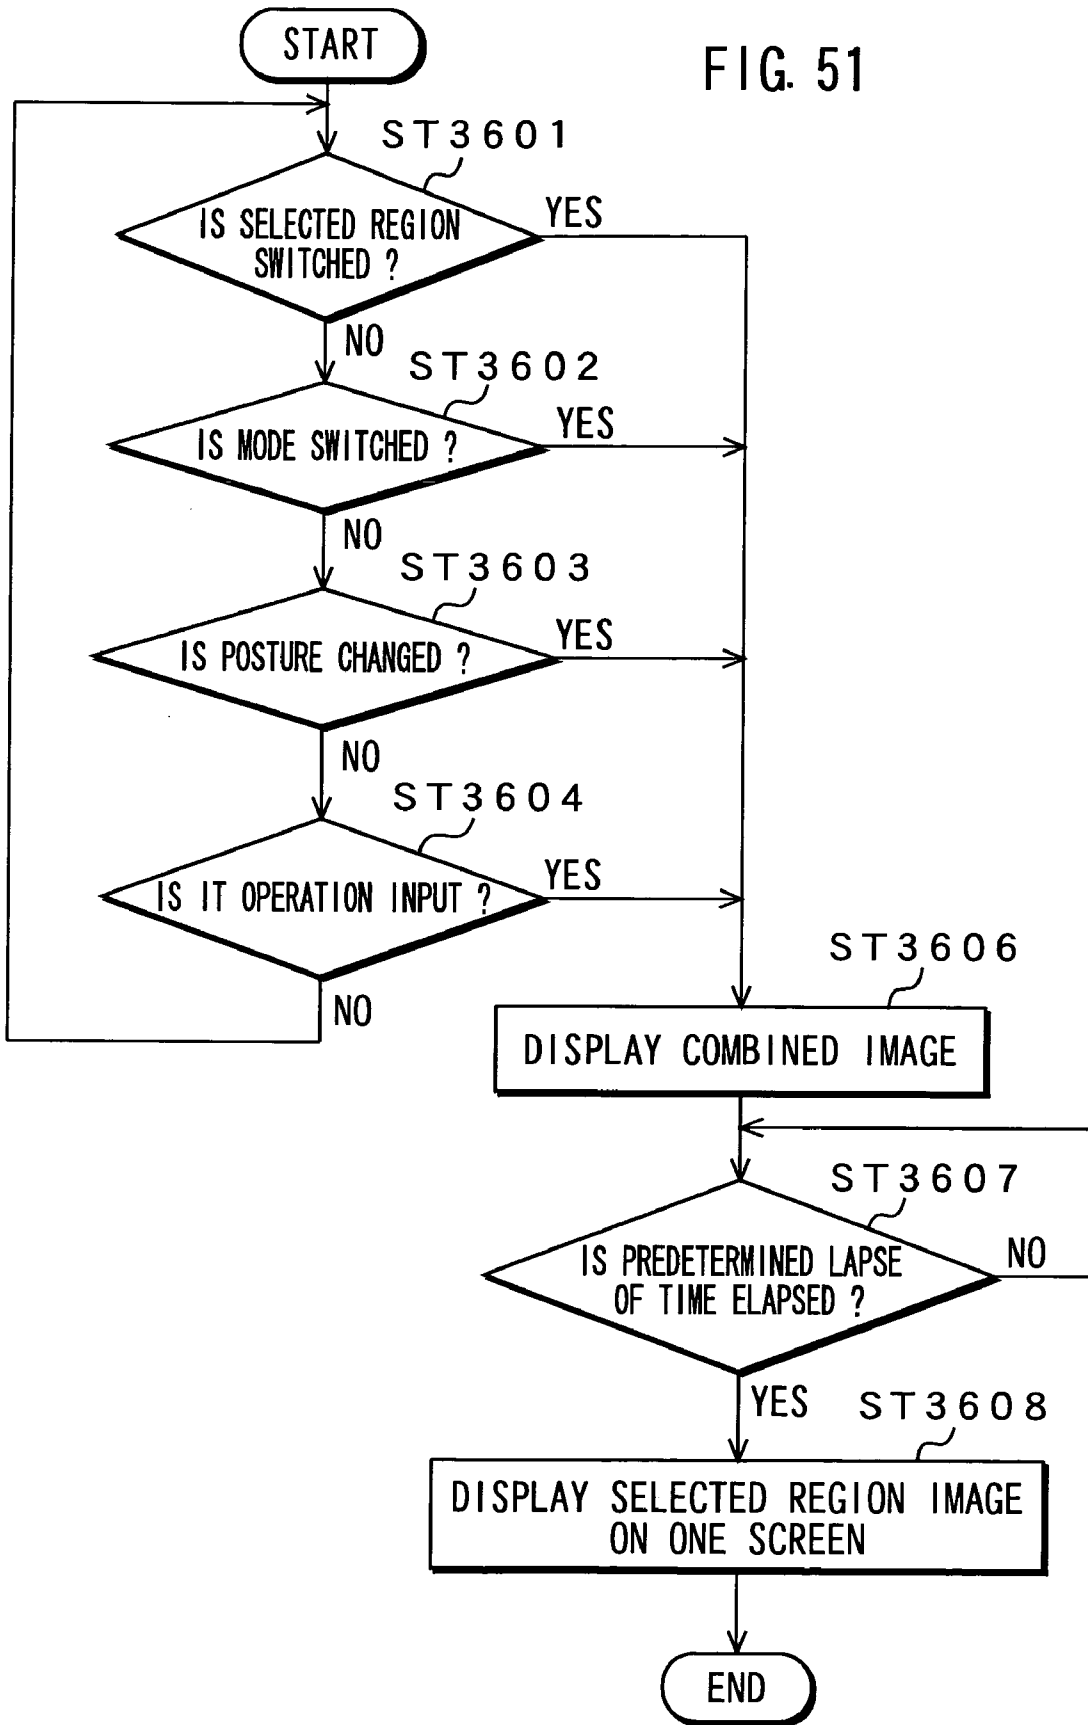 START
FIG. 51
ST3601
IS SELECTED REGION
SWITCHED ?
YES
NO
ST3602
IS MODE SWITCHED ?
YES
NO
ST3603
IS POSTURE CHANGED ?
YES
NO
ST3604
IS IT OPERATION INPUT ?
YES
NO
ST3606
DISPLAY COMBINED IMAGE
ST3607
IS PREDETERMINED LAPSE
OF TIME ELAPSED ?
NO
YES
ST3608
DISPLAY SELECTED REGION IMAGE
ON ONE SCREEN
END